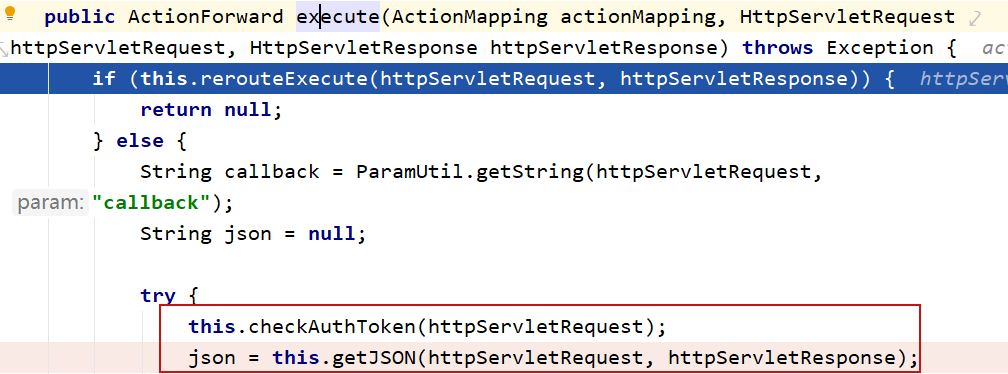 public ActionForward execute(ActionMapping actionMapping, HttpServletRequest
httpServletRequest, HttpServletResponse httpServletResponse) throws Exception {
if (this.rerouteExecute(httpServletRequest, httpServletResponse)) {
return null;
} else {
String callback = ParamUtil.getString(httpServletRequest,
param: "callback");
String json = null;
try {
this.checkAuthToken(httpServletRequest);
json = this.getJSON(httpServletRequest, httpServletResponse);